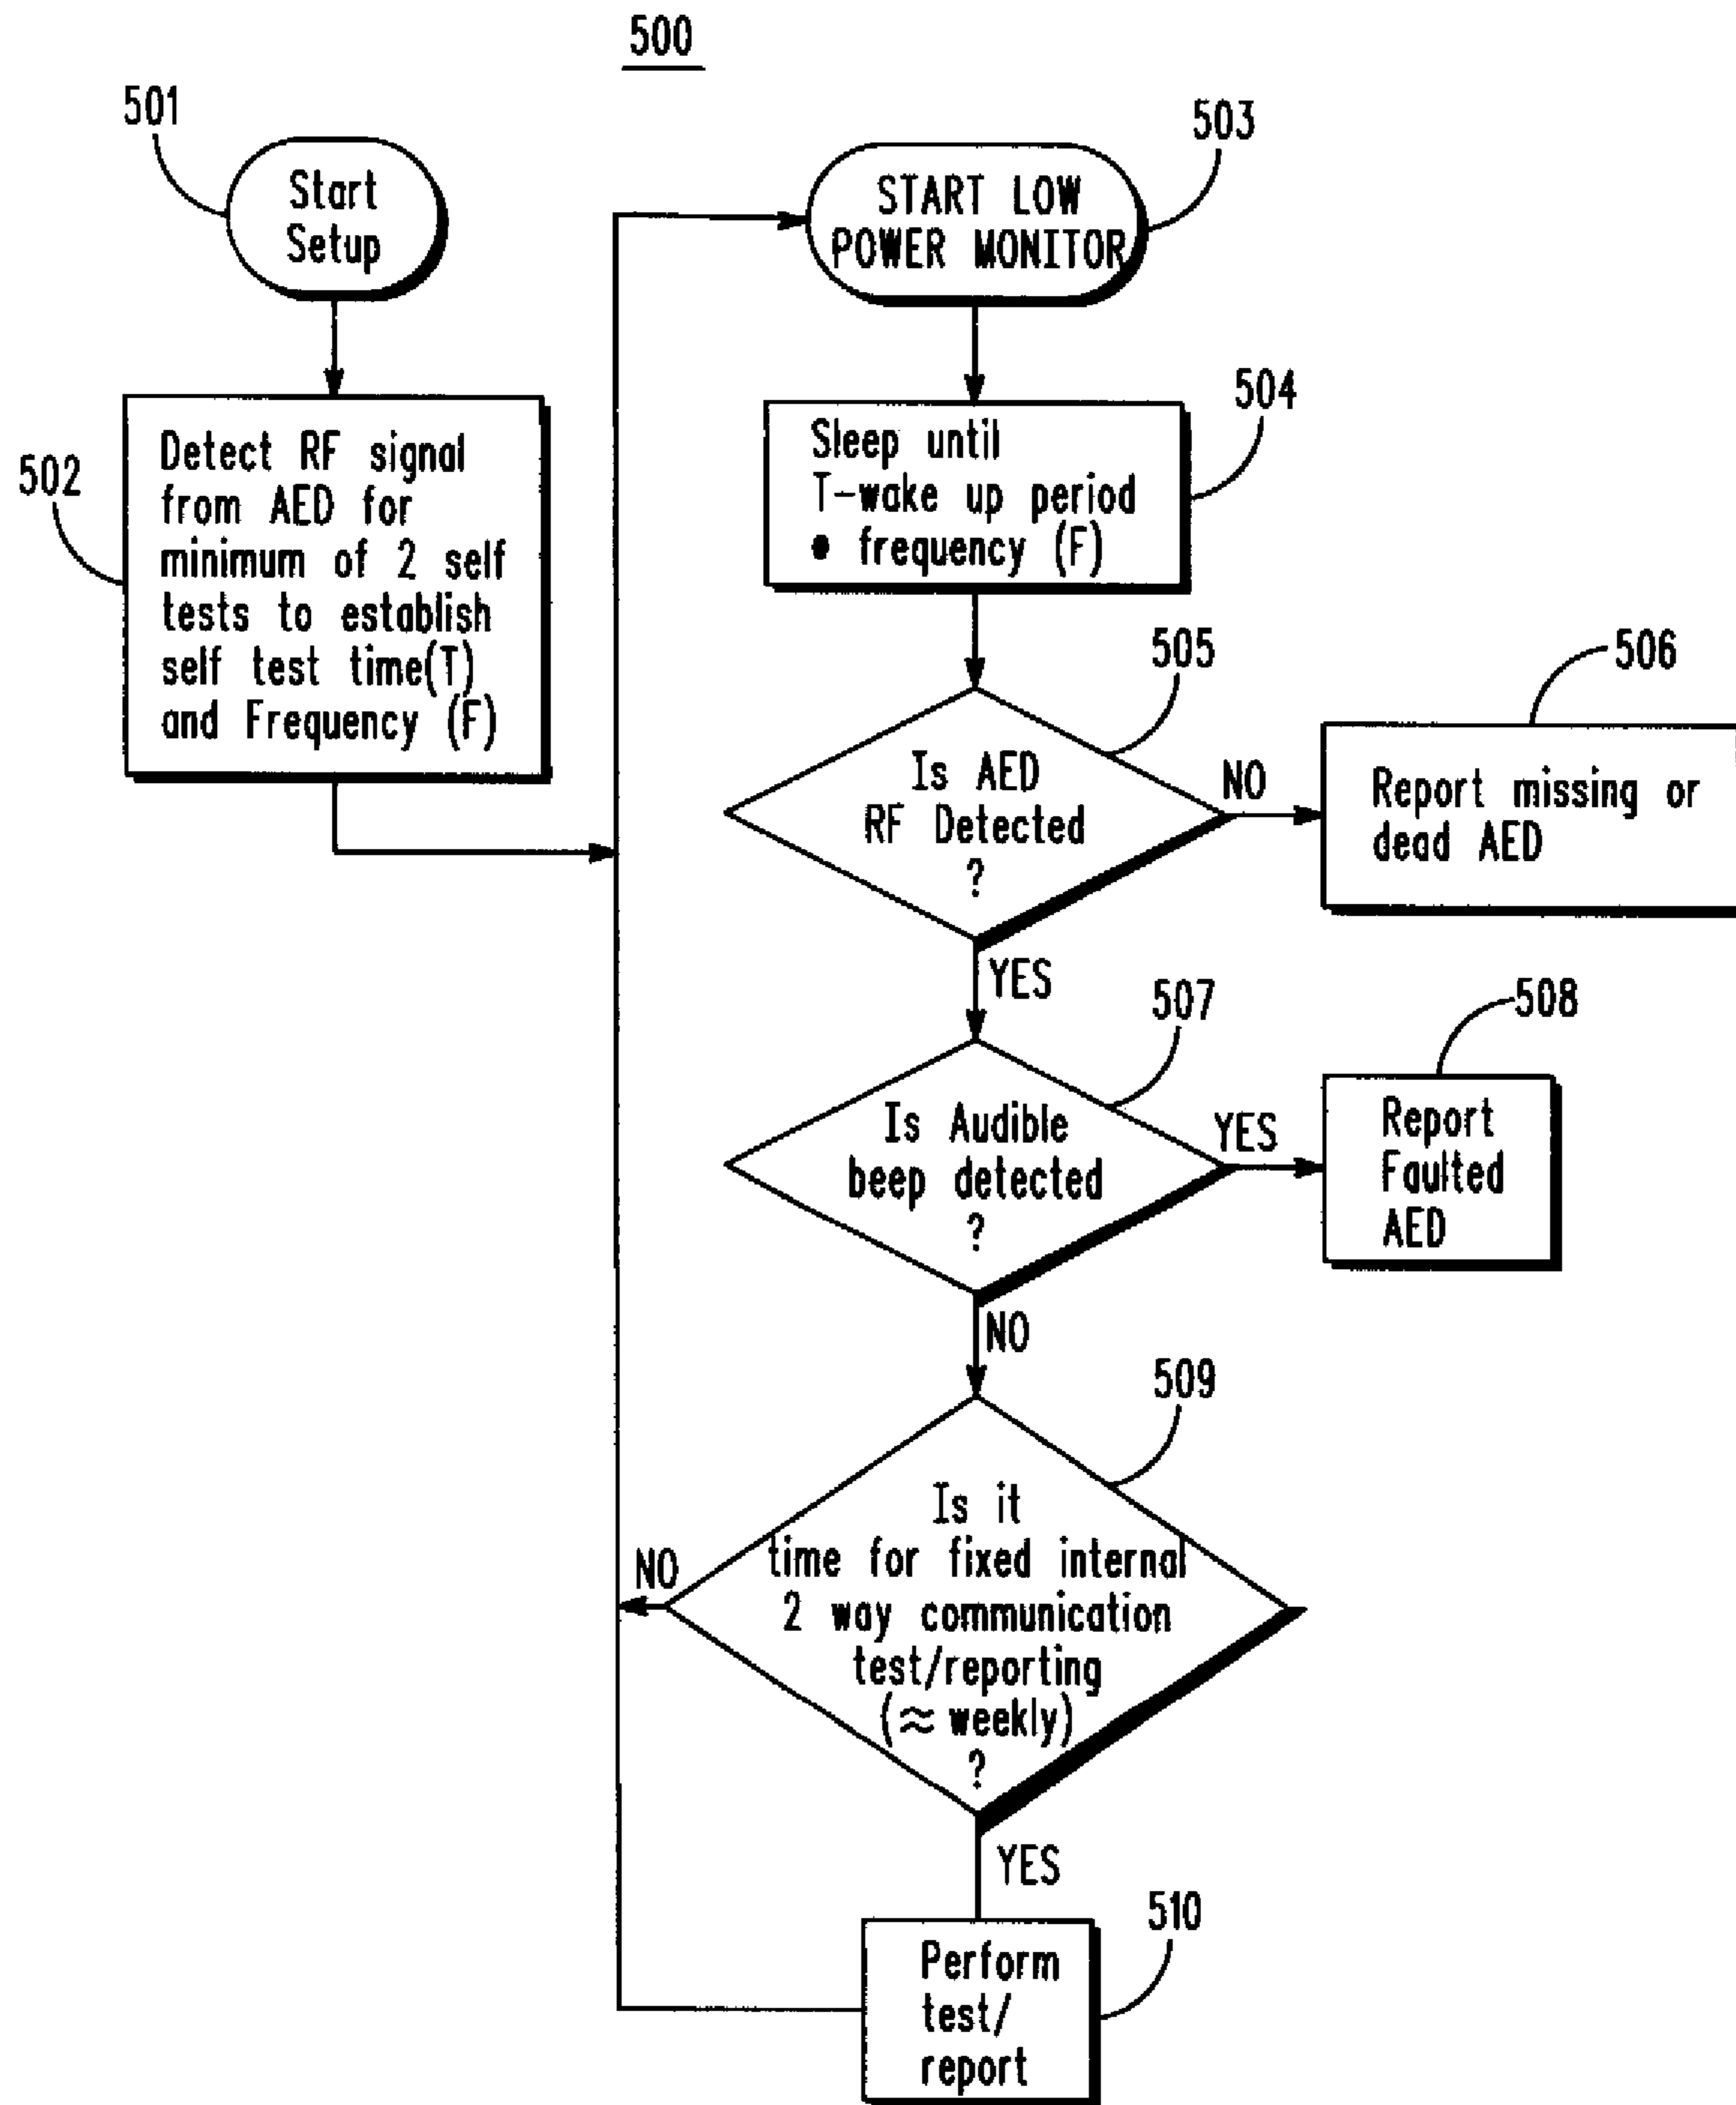 500
501
Start
Setup
502
Detect RF signal
from AED for
minimum of 2 self
tests to establish
self test time(T)
and Frequency (F)
503
START LOW
POWER MONITOR
504
Sleep until
T-wake up period
• frequency (F)
505
Is AED
RF Detected
?
NO
506
Report missing or
dead AED
YES
507
Is Audible
beep detected
?
YES
508
Report
Faulted
AED
NO
509
Is it
time for fixed internal
2 way communication
test/reporting
(≈ weekly)
?
NO
YES
510
Perform
test/
report